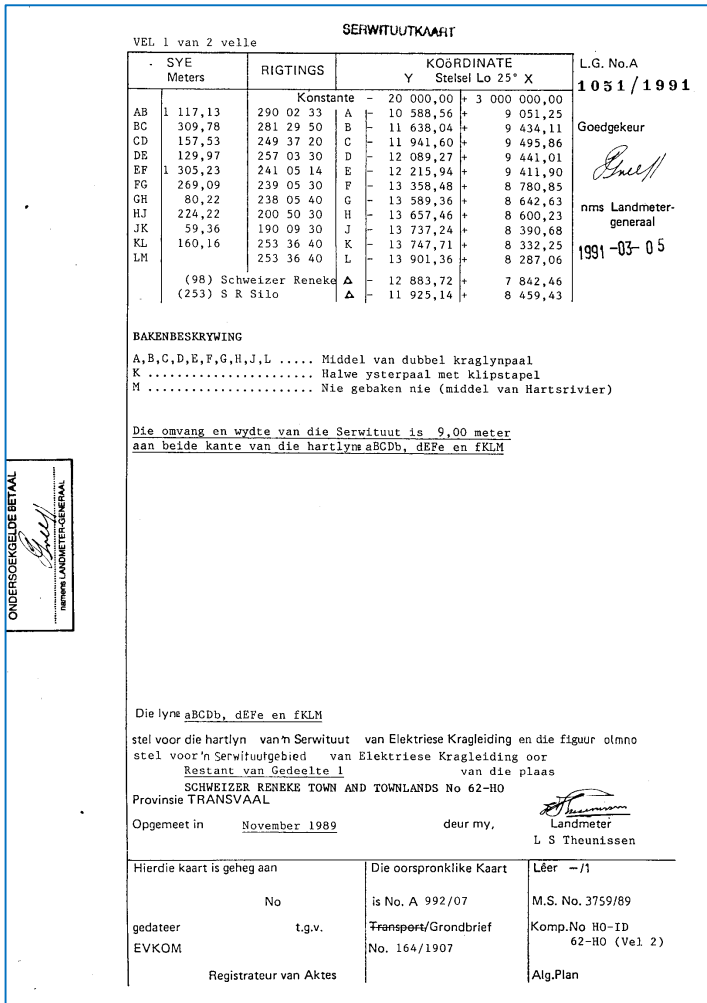 SERWITUUTKAART
VEL 1 van 2 velle
SYE Meters RIGTINGS KOöRDINATE Y Stelsel Lo 25° X
L.G. No.A
1051/1991
Goedgekeur
nms Landmeter-
generaal
1991-03-05
Konstante - 20 000,00 + 3 000 000,00
AB 1 117,13 290 02 33 A - 10 588,56 + 9 051,25
BC 309,78 281 29 50 B - 11 638,04 + 9 434,11
CD 157,53 249 37 20 C - 11 941,60 + 9 495,86
DE 129,97 257 03 30 D - 12 089,27 + 9 441,01
EF 1 305,23 241 05 14 E - 12 215,94 + 9 411,90
FG 269,09 239 05 30 F - 13 358,48 + 8 780,85
GH 80,22 238 05 40 G - 13 589,36 + 8 642,63
HJ 224,22 200 50 30 H - 13 657,46 + 8 600,23
JK 59,36 190 09 30 J - 13 737,24 + 8 390,68
KL 160,16 253 36 40 K - 13 747,71 + 8 332,25
LM 253 36 40 L - 13 901,36 + 8 287,06
(98) Schweizer Reneke Δ - 12 883,72 + 7 842,46
(253) S R Silo Δ - 11 925,14 + 8 459,43
BAKENBESKRYWING
A,B,C,D,E,F,G,H,J,L ..... Middel van dubbel kraglynpaal
K ...................... Halwe ysterpaal met klipstapel
M ...................... Nie gebaken nie (middel van Hartsrivier)
Die omvang en wydte van die Serwituut is 9,00 meter
aan beide kante van die hartlyne aBCDb, dEFe en fKLM
ONDERSOEKGELDE BETAAL
namens LANDMETER-GENERAAL
Die lyne aBCDb, dEFe en fKLM
stel voor die hartlyn van 'n Serwituut van Elektriese Kragleiding en die figuur olmno
stel voor 'n Serwituutgebied van Elektriese Kragleiding oor
Restant van Gedeelte 1 van die plaas
SCHWEIZER RENEKE TOWN AND TOWNLANDS No 62-HO
Provinsie TRANSVAAL
Opgemeet in November 1989 deur my,
Landmeter
L S Theunissen
Hierdie kaart is geheg aan
No
gedateer t.g.v.
EVKOM
Registrateur van Aktes
Die oorspronklike Kaart
is No. A 992/07
Transport/Grondbrief
No. 164/1907
Lêer -/1
M.S. No. 3759/89
Komp.No HO-ID
62-HO (Vel 2)
Alg.Plan